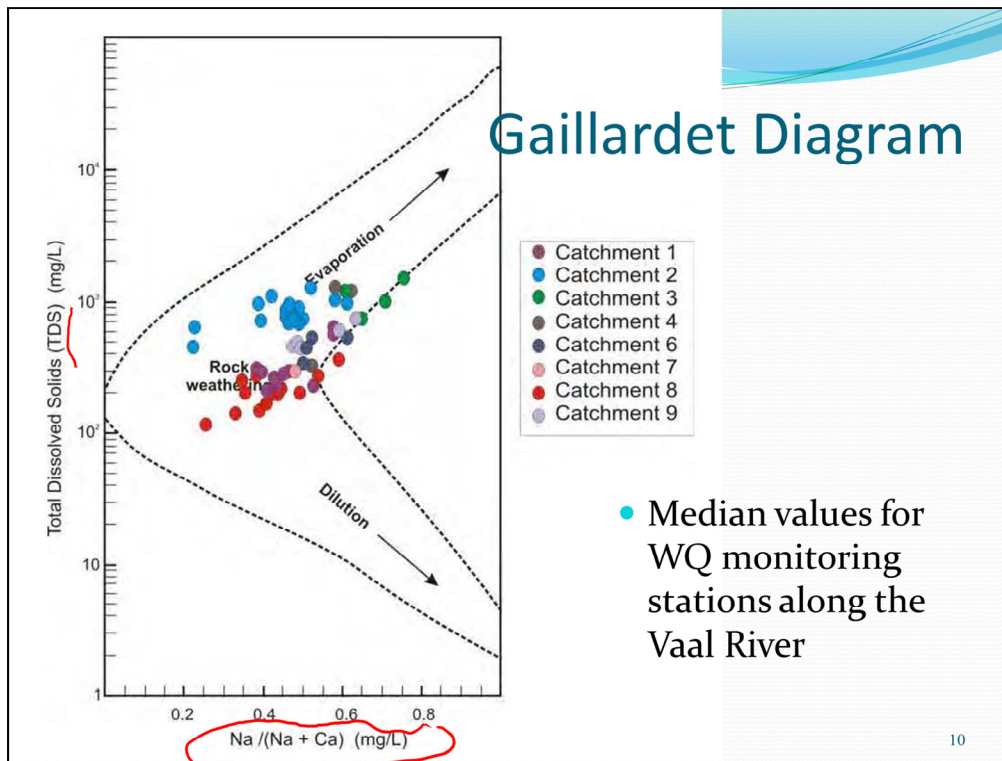 Gaillardet Diagram
Total Dissolved Solids (TDS) (mg/L)
10⁴
10³
10²
10
1
Evaporation
Rock
weathering
Dilution
0.2 0.4 0.6 0.8
Na /(Na + Ca) (mg/L)
Catchment 1
Catchment 2
Catchment 3
Catchment 4
Catchment 6
Catchment 7
Catchment 8
Catchment 9
Median values for
WQ monitoring
stations along the
Vaal River
10